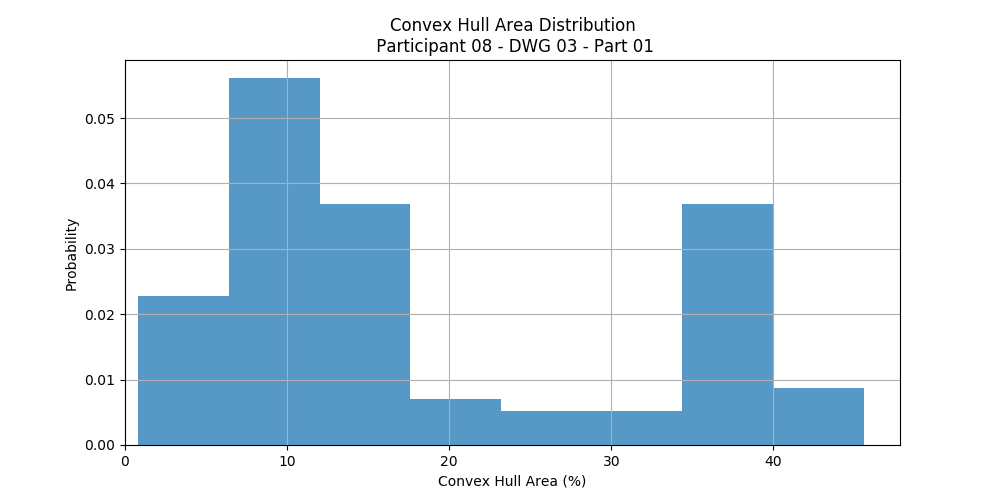 Convex Hull Area Distribution
Participant 08 - DWG 03 - Part 01
Probability
0.05
0.04
0.03
0.02
0.01
0.00
0 10 20 30 40
Convex Hull Area (%)